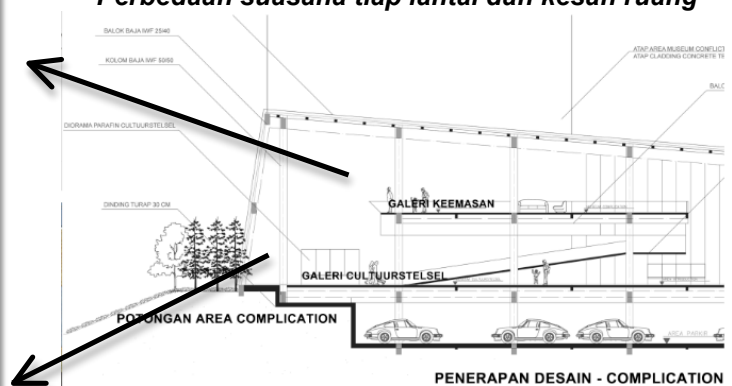 Perbedaan suasana tiap lantai dan kesan ruang
BALOK BAJA IWF 25/40
KOLOM BAJA IWF 50/60
ATAP AREA MUSEUM CONFLICT
ATAP CLADDING CONCRETE
DIORAMA PARAFIN CULTUURSTELSEL
DINDING TURAP 30 CM
GALERI KEEMASAN
GALERI CULTUURSTELSEL
POTONGAN AREA COMPLICATION
AREA PARKIR
PENERAPAN DESAIN - COMPLICATION